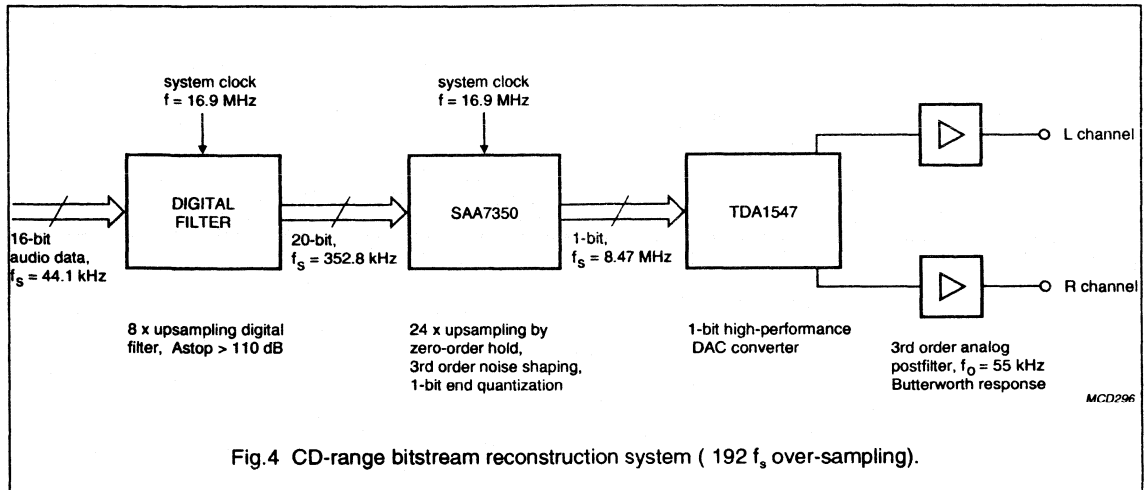 system clock
f = 16.9 MHz
system clock
f = 16.9 MHz
L channel
DIGITAL
FILTER
SAA7350
TDA1547
16-bit
audio data,
fs = 44.1 kHz
20-bit,
fs = 352.8 kHz
1-bit,
fs = 8.47 MHz
R channel
8 x upsampling digital
filter, Astop > 110 dB
24 x upsampling by
zero-order hold,
3rd order noise shaping,
1-bit end quantization
1-bit high-performance
DAC converter
3rd order analog
postfilter, fo = 55 kHz
Butterworth response
MCD296
Fig.4 CD-range bitstream reconstruction system ( 192 fs over-sampling).